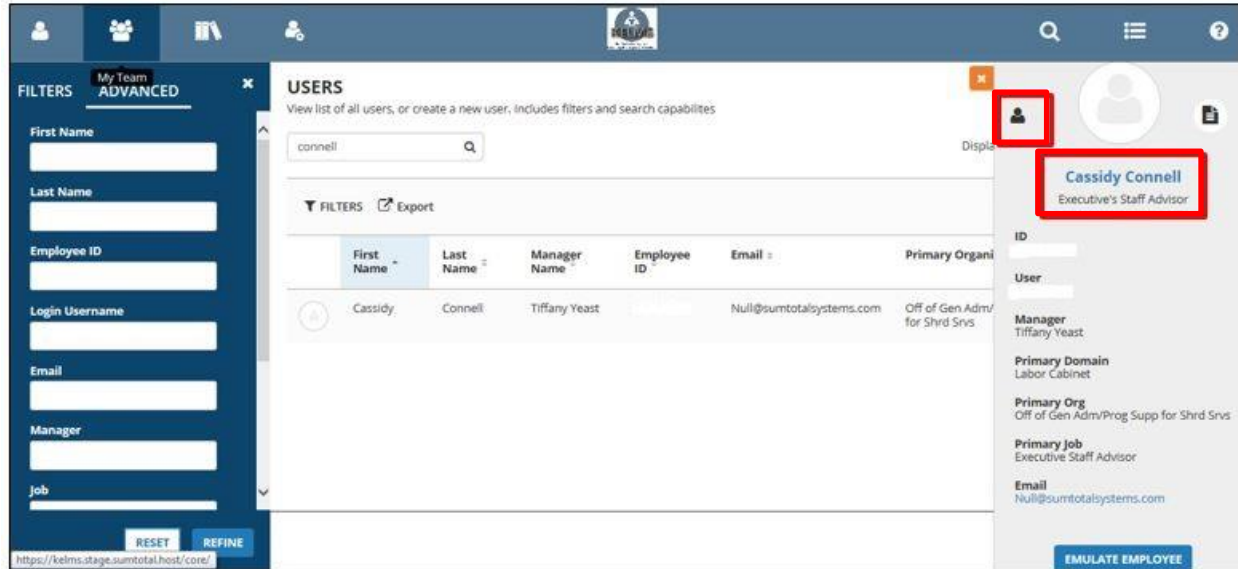 My Team
FILTERS ADVANCED
First Name
Last Name
Employee ID
Login Username
Email
Manager
Job
RESET REFINE
https://kelms.stage.sumtotal.host/core/
USERS
View list of all users, or create a new user. Includes filters and search capabilites
connell
Displa
FILTERS Export
First Name
Last Name
Manager Name
Employee ID
Email
Primary Organi
Cassidy
Connell
Tiffany Yeast
Null@sumtotalsystems.com
Off of Gen Adm/
for Shrd Srvs
Cassidy Connell
Executive's Staff Advisor
ID
User
Manager
Tiffany Yeast
Primary Domain
Labor Cabinet
Primary Org
Off of Gen Adm/Prog Supp for Shrd Srvs
Primary Job
Executive Staff Advisor
Email
Null@sumtotalsystems.com
EMULATE EMPLOYEE